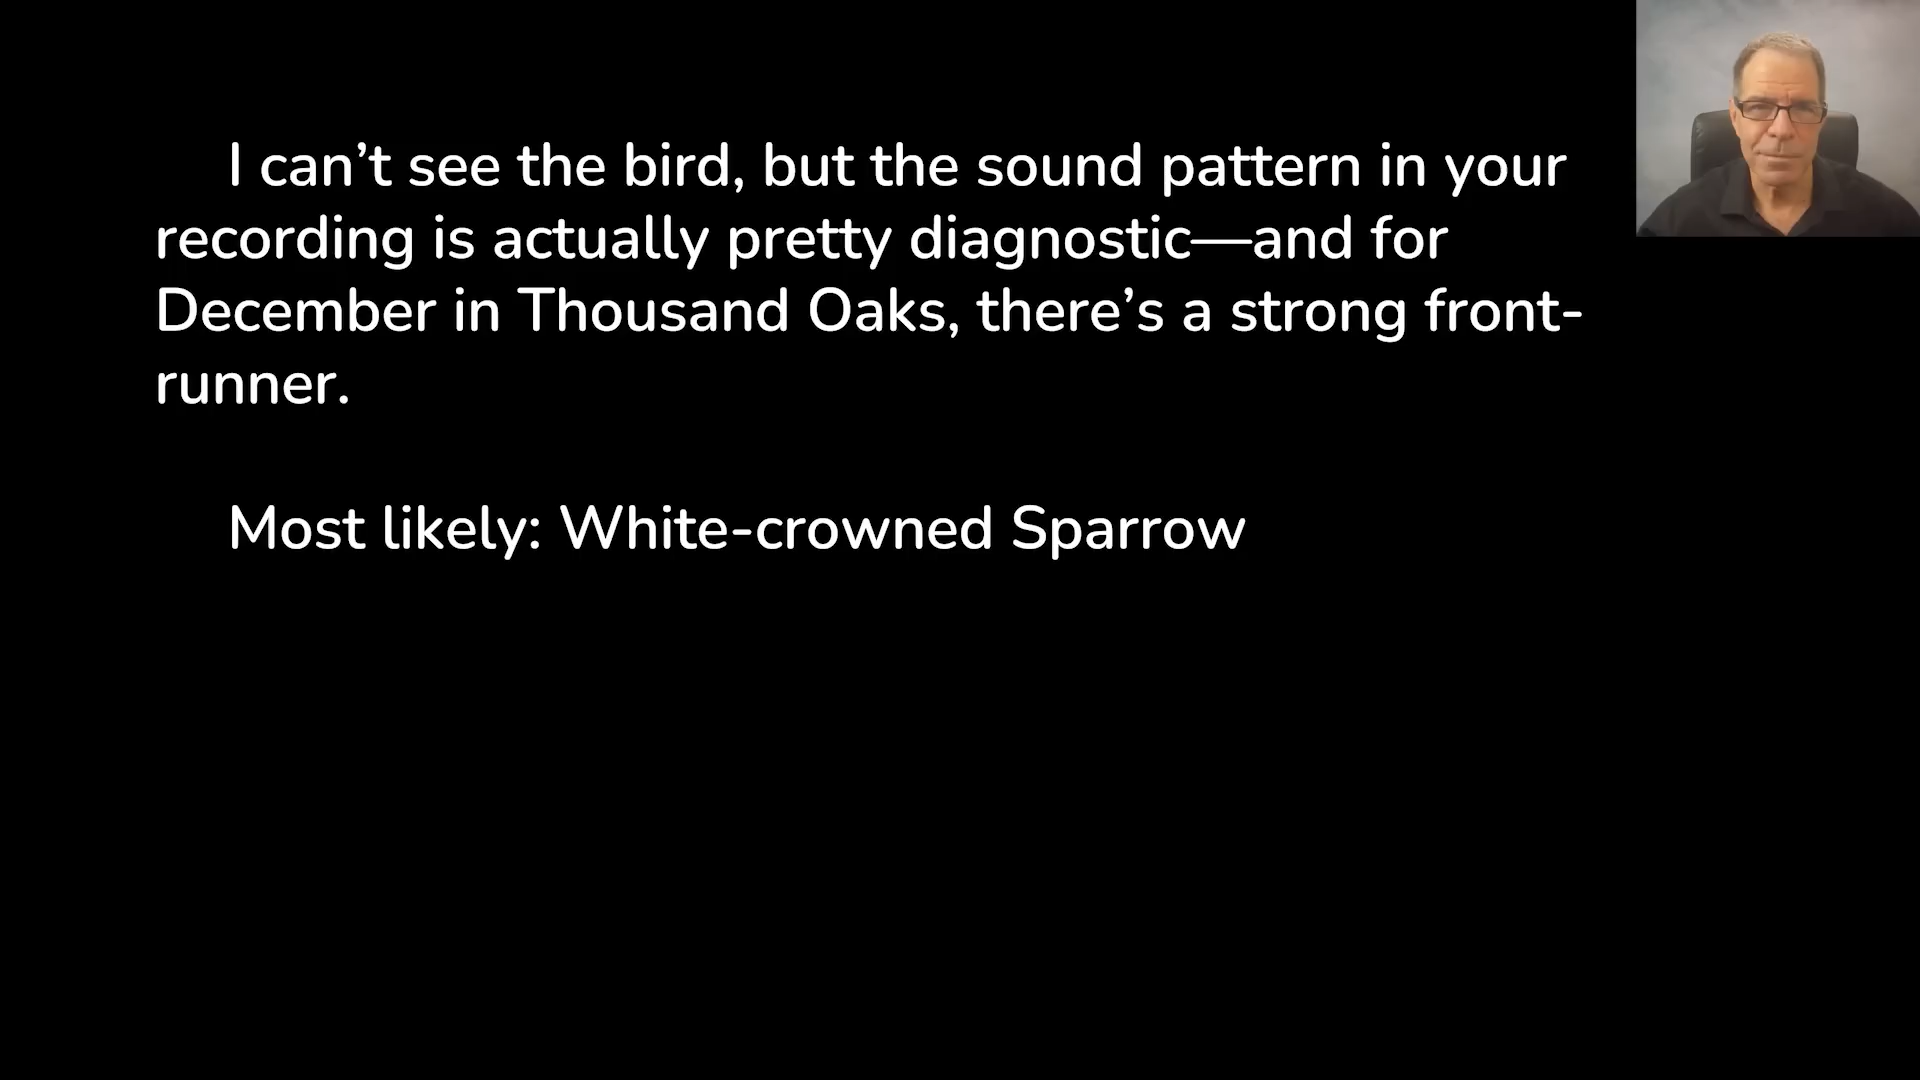 I can’t see the bird, but the sound pattern in your
recording is actually pretty diagnostic—and for
December in Thousand Oaks, there’s a strong front-
runner.
Most likely: White-crowned Sparrow